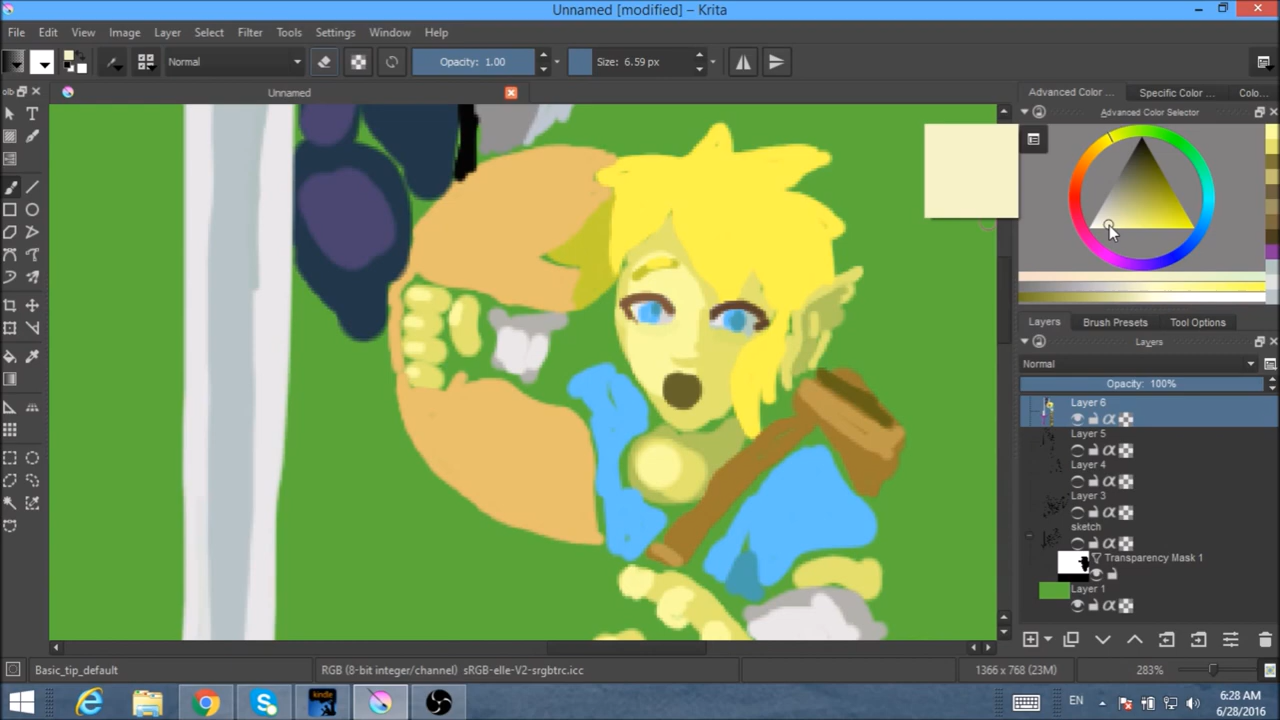 Unnamed [modified] – Krita
File Edit View Image Layer Select Filter Tools Settings Window Help
Normal
Opacity: 1.00
Size: 6.59 px
olb
Unnamed
Advanced Color ...
Specific Color ...
Colo...
Advanced Color Selector
Layers
Brush Presets
Tool Options
Layers
Normal
Opacity: 100%
Layer 6
Layer 5
Layer 4
Layer 3
sketch
Transparency Mask 1
Layer 1
Basic_tip_default
RGB (8-bit integer/channel) sRGB-elle-V2-srgbtrc.icc
1366 x 768 (23M)
283%
kindle
EN
6:28 AM
6/28/2016